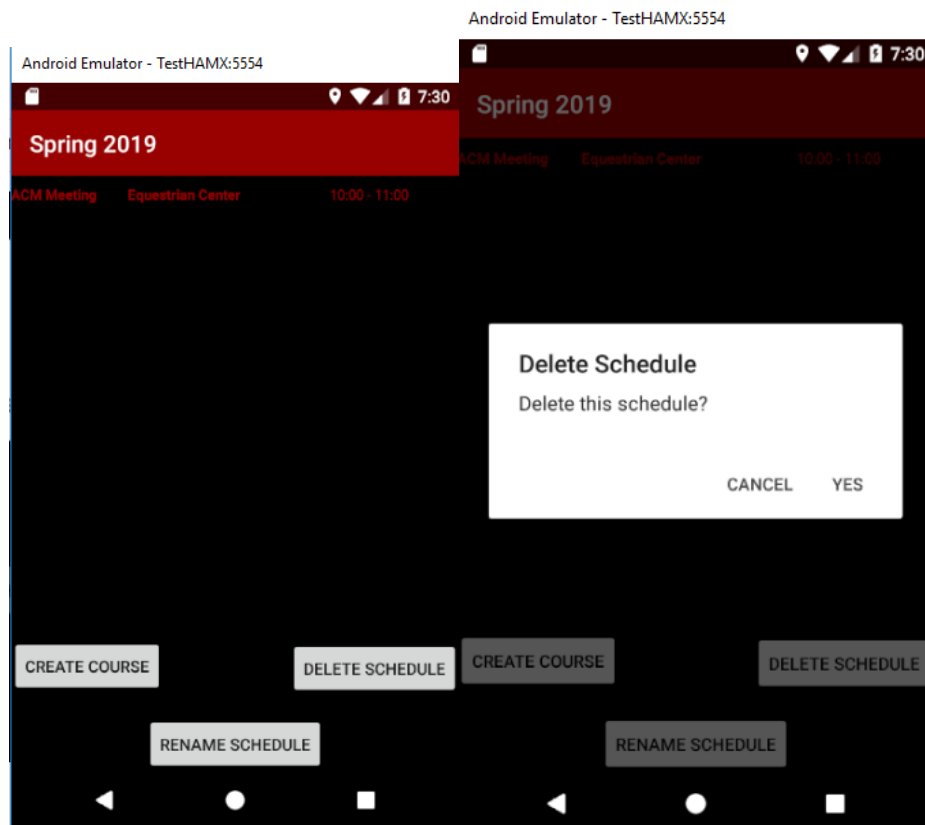 Android Emulator - TestHAMX:5554
7:30
Spring 2019
ACM Meeting Equestrian Center 10:00 - 11:00
CREATE COURSE DELETE SCHEDULE
RENAME SCHEDULE
Android Emulator - TestHAMX:5554
7:30
Spring 2019
ACM Meeting Equestrian Center 10:00 - 11:00
Delete Schedule
Delete this schedule?
CANCEL YES
CREATE COURSE DELETE SCHEDULE
RENAME SCHEDULE